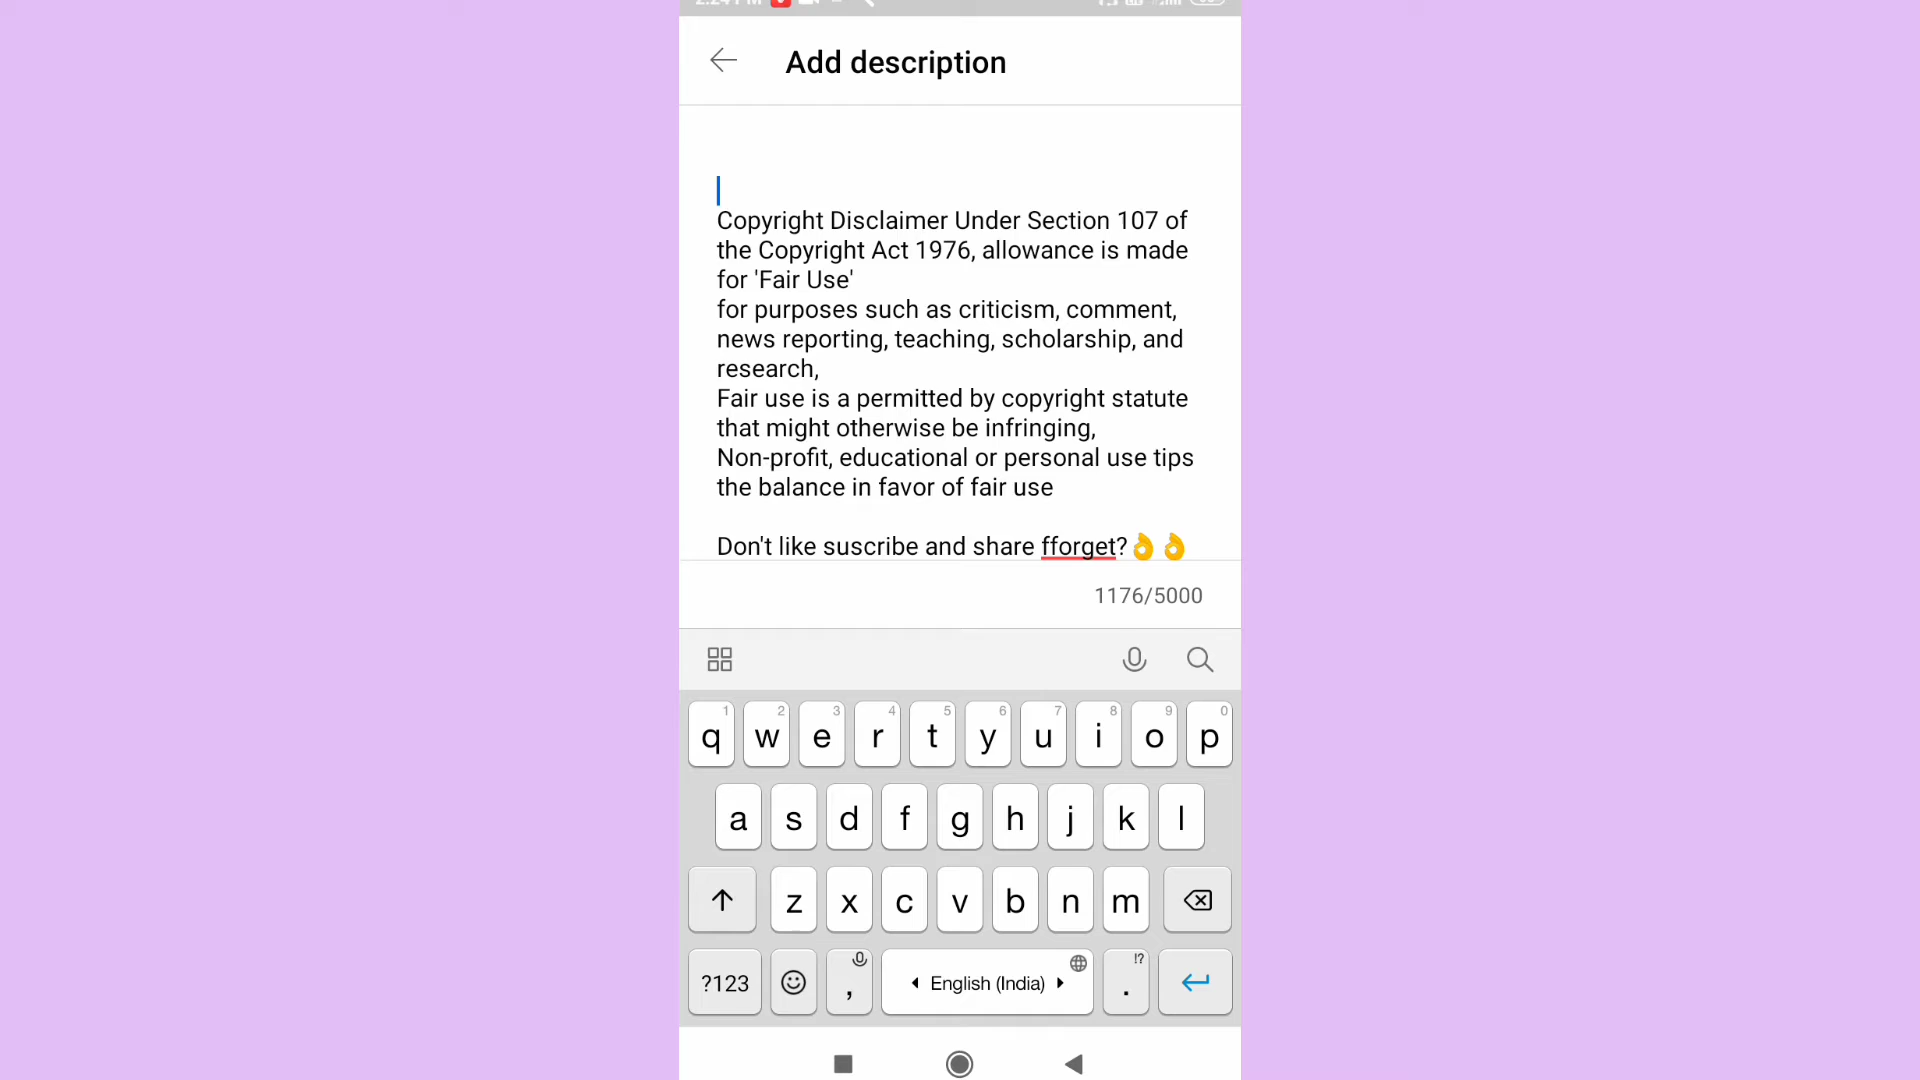 Add description
Copyright Disclaimer Under Section 107 of
the Copyright Act 1976, allowance is made
for 'Fair Use'
for purposes such as criticism, comment,
news reporting, teaching, scholarship, and
research,
Fair use is a permitted by copyright statute
that might otherwise be infringing,
Non-profit, educational or personal use tips
the balance in favor of fair use
Don't like suscribe and share fforget?👌👌
1176/5000
1 2 3 4 5 6 7 8 9 0
q w e r t y u i o p
a s d f g h j k l
z x c v b n m
!?
?123 , English (India) .